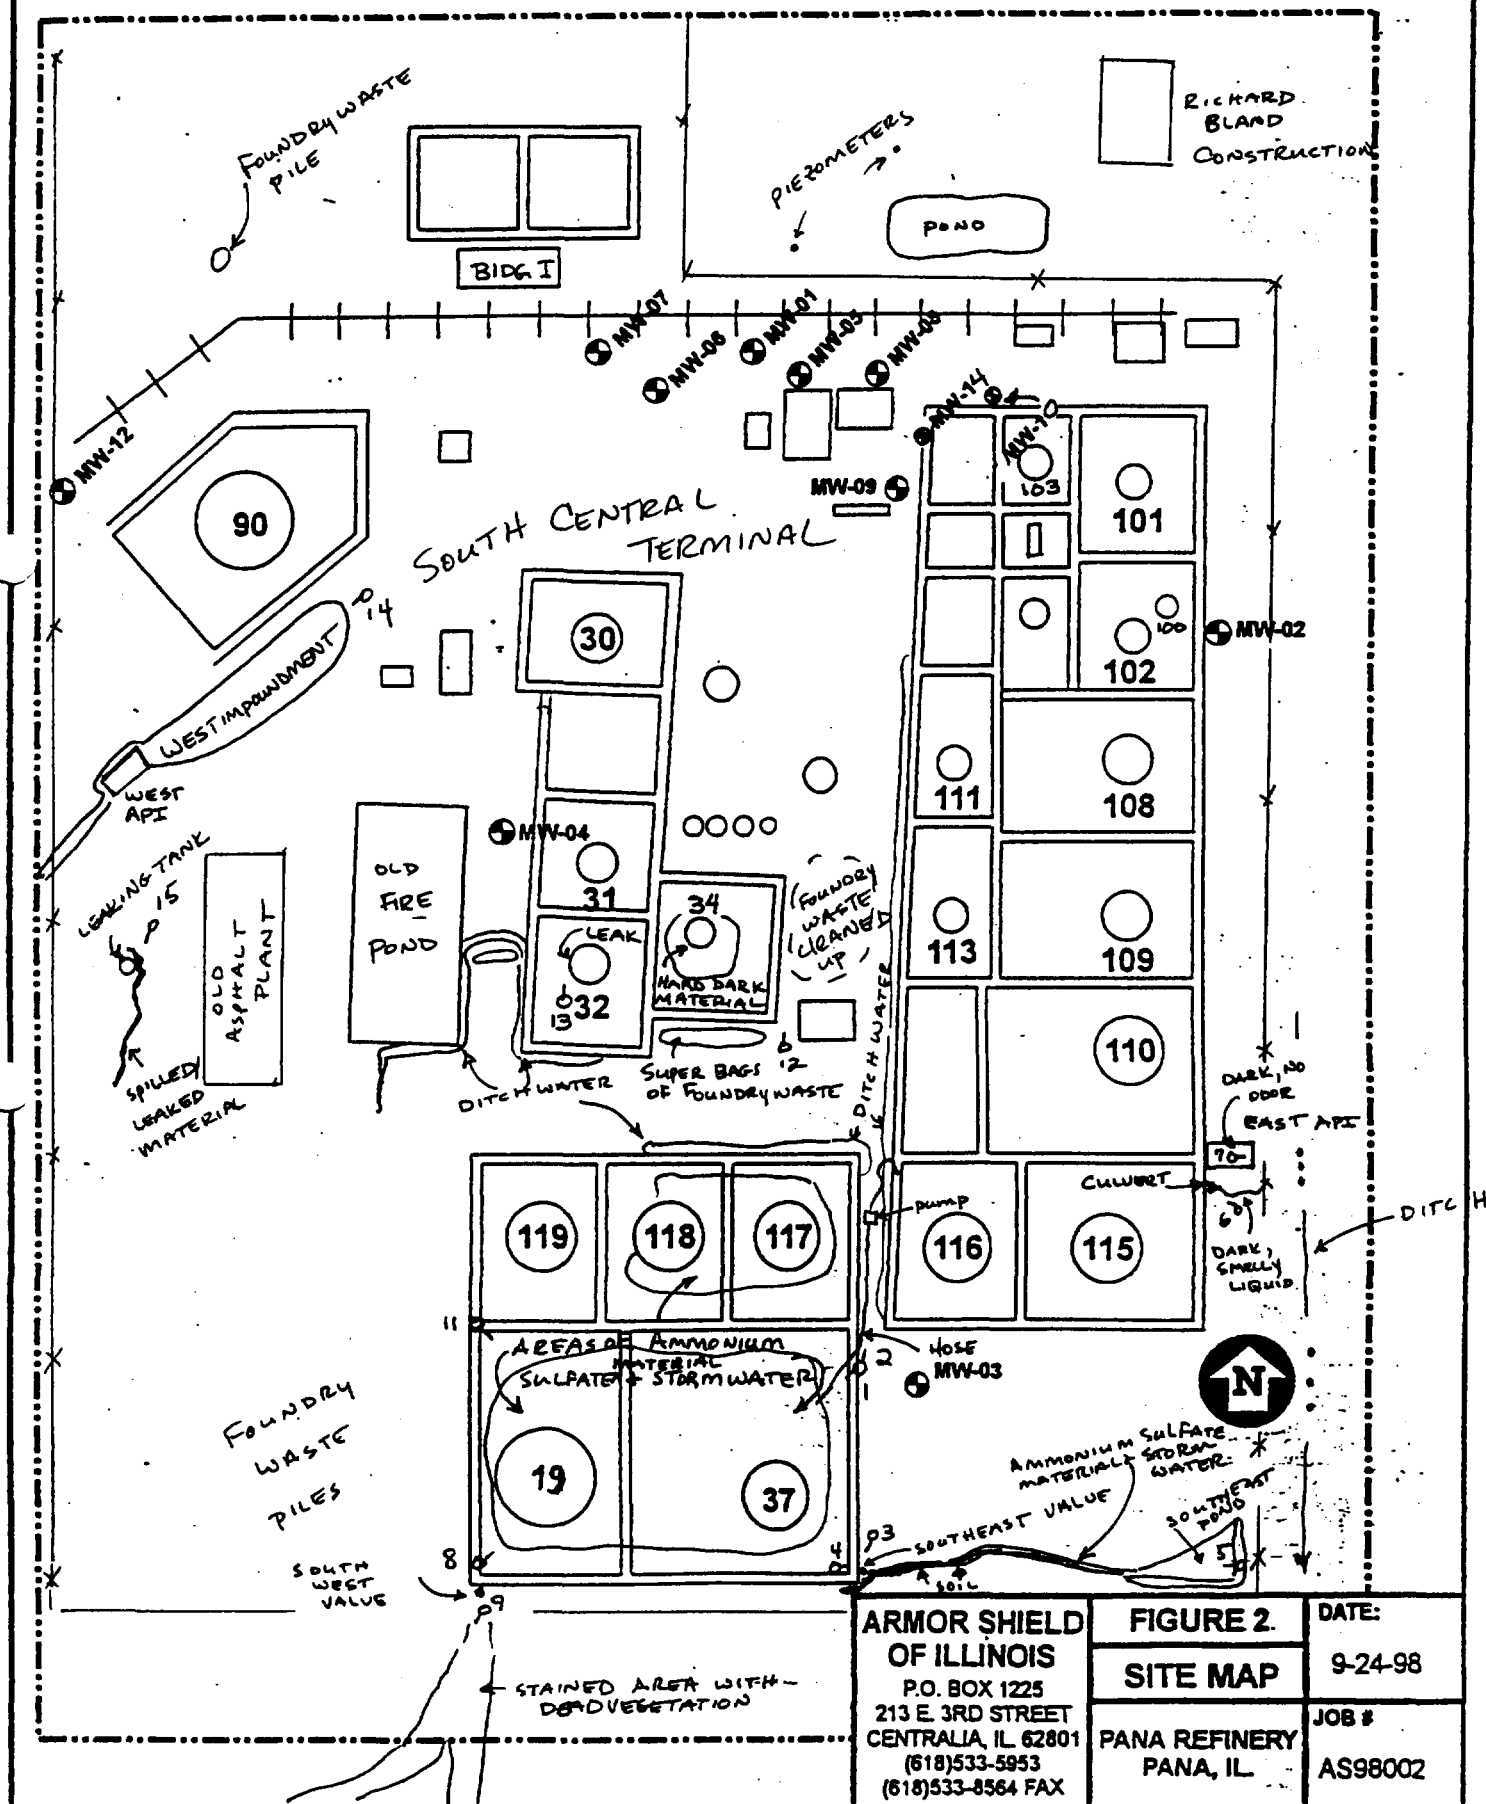 FOUNDRY WASTE
PILE
BIDG I
PIEZOMETERS
POND
RICHARD
BLAND
CONSTRUCTION
MW-07
MW-06
MW-01
MW-05
MW-14
MW-12
MW-09
103
101
90
SOUTH CENTRAL
TERMINAL
14
30
100
102
MW-02
WEST IMPOUNDMENT
WEST
API
111
108
MW-04
31
LEAKING TANK
15
OLD
ASPHALT
PLANT
OLD
FIRE
POND
LEAK
13
32
34
HARD DARK
MATERIAL
FOUNDRY
WASTE
CLEANED
UP
DITCH WATER
113
109
110
SPILLED/
LEAKED
MATERIAL
DITCH WATER
SUPER BAGS
OF FOUNDRY WASTE
12
16
DARK, NO
ODOR
EAST API
7
CULVERT
6
DARK,
SMELLY
LIQUID
DITCH
119
118
117
PUMP
116
115
11
AREAS OF AMMONIUM
MATERIAL
SULFATE + STORMWATER
2
1
HOSE
MW-03
N
19
37
FOUNDRY
WASTE
PILES
AMMONIUM SULFATE
MATERIAL & STORM
WATER
SOUTHEAST
POND
5
3
4
SOUTHEAST VALUE
SOIL
8
SOUTH
WEST
VALUE
9
STAINED AREA WITH
DEAD VEGETATION
ARMOR SHIELD
OF ILLINOIS
P.O. BOX 1225
213 E. 3RD STREET
CENTRALIA, IL 62801
(618)533-5953
(618)533-8564 FAX
FIGURE 2.
SITE MAP
PANA REFINERY
PANA, IL
DATE:
9-24-98
JOB #
AS98002